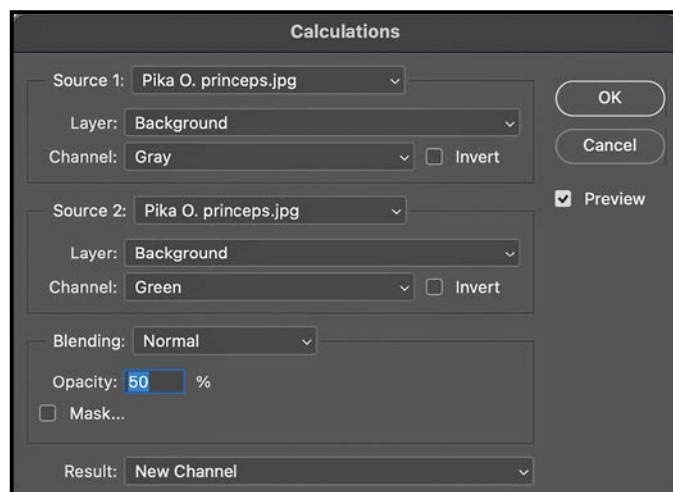 Calculations
Source 1: Pika O. princeps.jpg
OK
Layer: Background
Cancel
Channel: Gray Invert
Preview
Source 2: Pika O. princeps.jpg
Layer: Background
Channel: Green Invert
Blending: Normal
Opacity: 50 %
Mask...
Result: New Channel